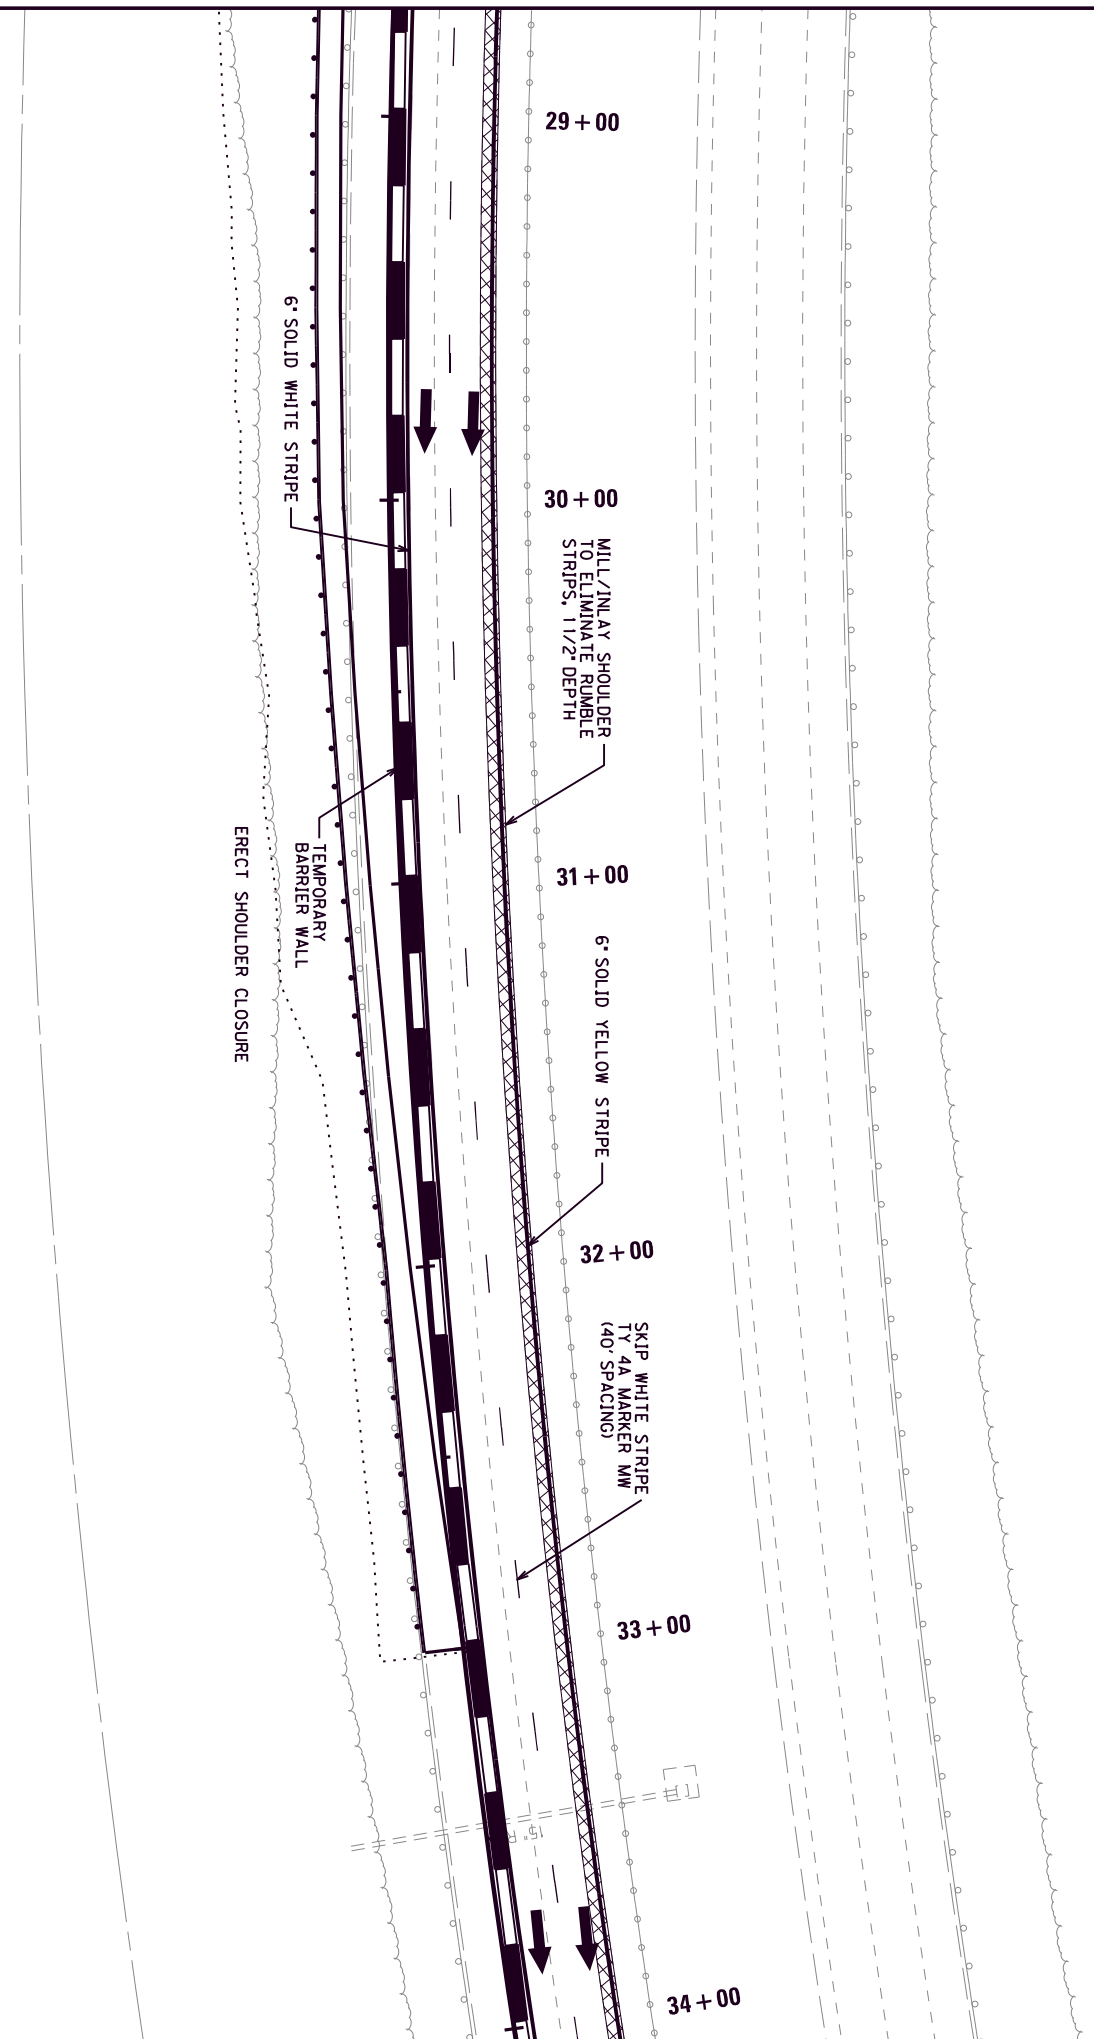 29+00
6" SOLID WHITE STRIPE
30+00
MILL/INLAY SHOULDER
TO ELIMINATE RUMBLE
STRIPS, 1 1/2" DEPTH
TEMPORARY
BARRIER WALL
ERECT SHOULDER CLOSURE
31+00
6" SOLID YELLOW STRIPE
32+00
SKIP WHITE STRIPE
TY 4A MARKER MW
(40' SPACING)
33+00
34+00